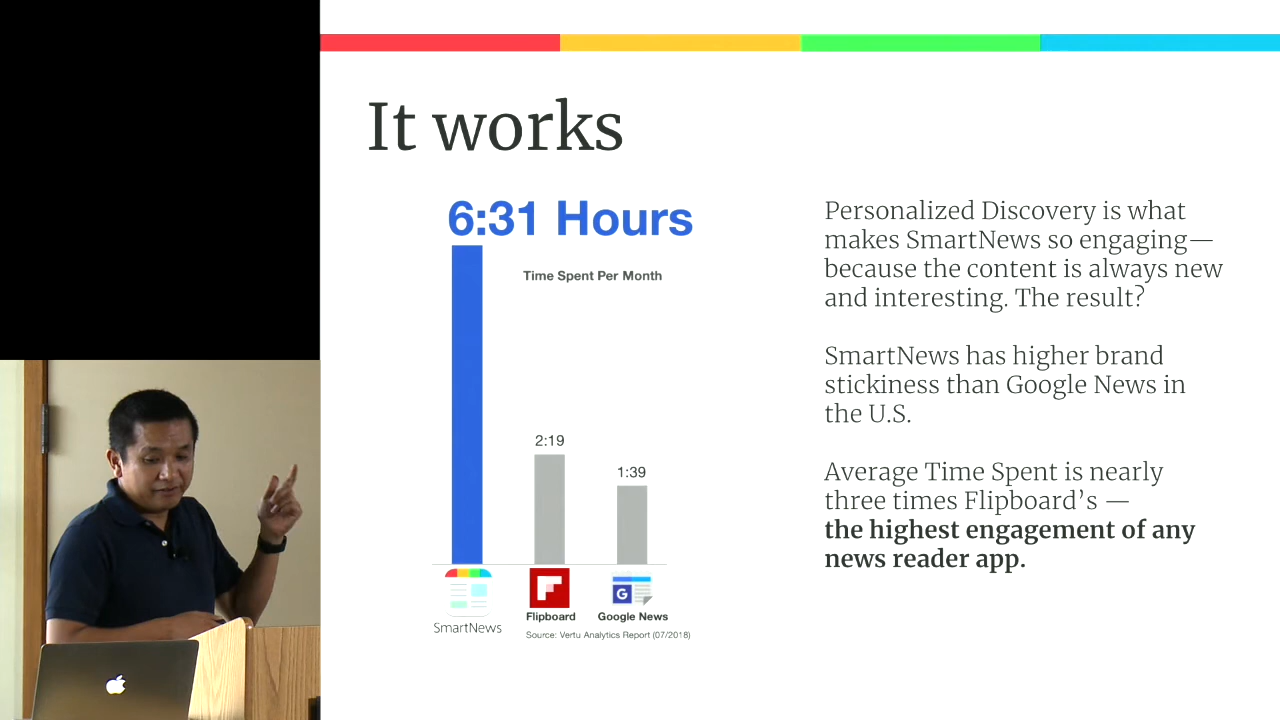 It works
6:31 Hours
Time Spent Per Month
2:19
1:39
SmartNews
Flipboard
Google News
Source: Vertu Analytics Report (07/2018)
Personalized Discovery is what
makes SmartNews so engaging—
because the content is always new
and interesting. The result?
SmartNews has higher brand
stickiness than Google News in
the U.S.
Average Time Spent is nearly
three times Flipboard's —
the highest engagement of any
news reader app.